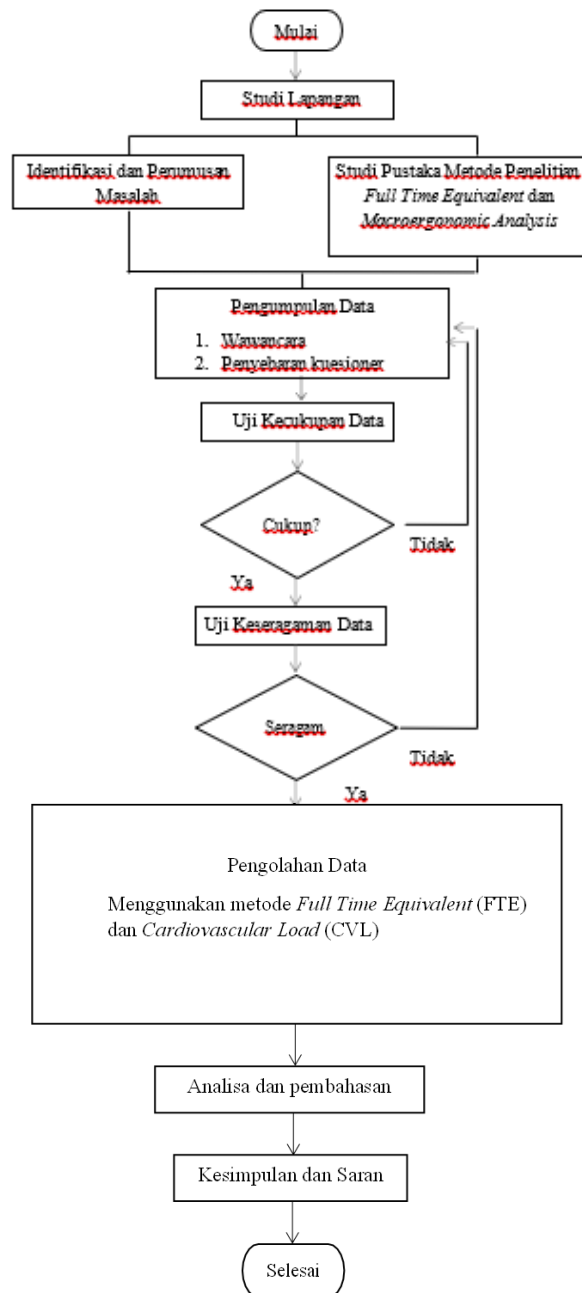 Mulai
Studi Lapangan
Identifikasi dan Perumusan
Masalah
Studi Pustaka Metode Penelitian
Full Time Equivalent dan
Macroergonomic Analysis
Pengumpulan Data
1. Wawancara
2. Penyebaran kuesioner
Uji Kecukupan Data
Cukup?
Tidak
Ya
Uji Keseragaman Data
Seragam
Tidak
Ya
Pengolahan Data
Menggunakan metode Full Time Equivalent (FTE)
dan Cardiovascular Load (CVL)
Analisa dan pembahasan
Kesimpulan dan Saran
Selesai